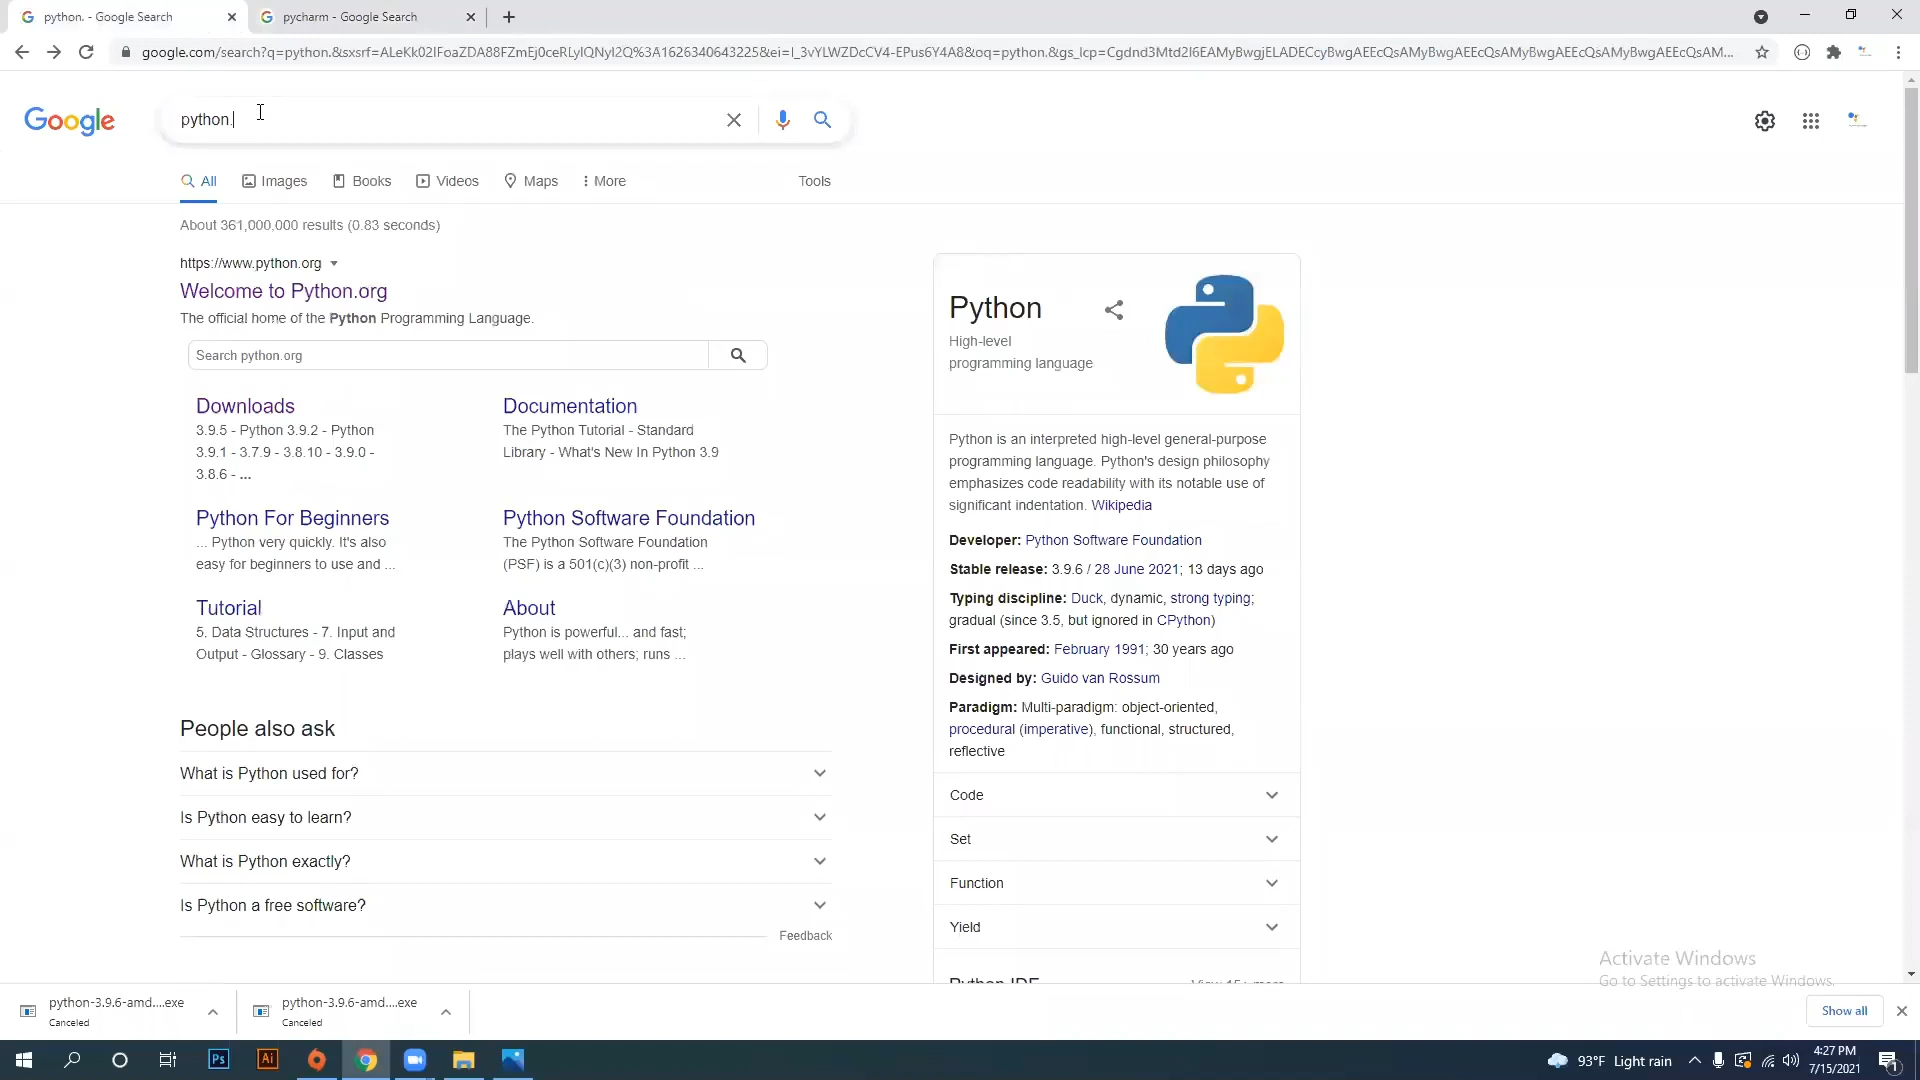 python. - Google Search
pycharm - Google Search
google.com/search?q=python.&sxsrf=ALeKk02IFoaZDA88FZmEj0ceRLyIQNyI2Q%3A1626340643225&ei=I_3vYLWZDcCV4-EPus6Y4A8&oq=python.&gs_lcp=Cgdnd3Mtd2l6EAMyBwgjELADECcyBwgAEEcQsAMyBwgAEEcQsAMyBwgAEEcQsAMyBwgAEEcQsAM...
Google
python.
All
Images
Books
Videos
Maps
More
Tools
About 361,000,000 results (0.83 seconds)
https://www.python.org
Welcome to Python.org
The official home of the Python Programming Language.
Search python.org
Downloads
3.9.5 - Python 3.9.2 - Python
3.9.1 - 3.7.9 - 3.8.10 - 3.9.0 -
3.8.6 - ...
Documentation
The Python Tutorial - Standard
Library - What's New In Python 3.9
Python For Beginners
... Python very quickly. It's also
easy for beginners to use and ...
Python Software Foundation
The Python Software Foundation
(PSF) is a 501(c)(3) non-profit ...
Tutorial
5. Data Structures - 7. Input and
Output - Glossary - 9. Classes
About
Python is powerful... and fast;
plays well with others; runs ...
People also ask
What is Python used for?
Is Python easy to learn?
What is Python exactly?
Is Python a free software?
Feedback
Python
High-level
programming language
Python is an interpreted high-level general-purpose
programming language. Python's design philosophy
emphasizes code readability with its notable use of
significant indentation. Wikipedia
Developer: Python Software Foundation
Stable release: 3.9.6 / 28 June 2021; 13 days ago
Typing discipline: Duck, dynamic, strong typing;
gradual (since 3.5, but ignored in CPython)
First appeared: February 1991; 30 years ago
Designed by: Guido van Rossum
Paradigm: Multi-paradigm: object-oriented,
procedural (imperative), functional, structured,
reflective
Code
Set
Function
Yield
Python IDE
View 15+ more
Activate Windows
Go to Settings to activate Windows.
python-3.9.6-amd....exe
Canceled
python-3.9.6-amd....exe
Canceled
Show all
Ps
Ai
93°F Light rain
4:27 PM
7/15/2021
1